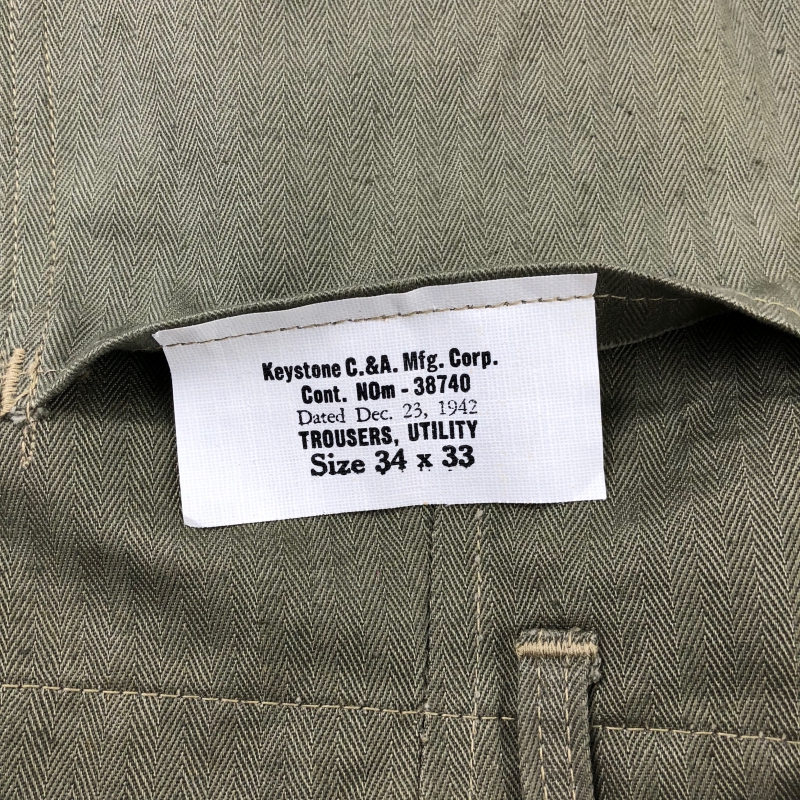 Keystone C.&A. Mfg. Corp.
Cont. NOm - 38740
Dated Dec. 23, 1942
TROUSERS, UTILITY
Size 34 x 33